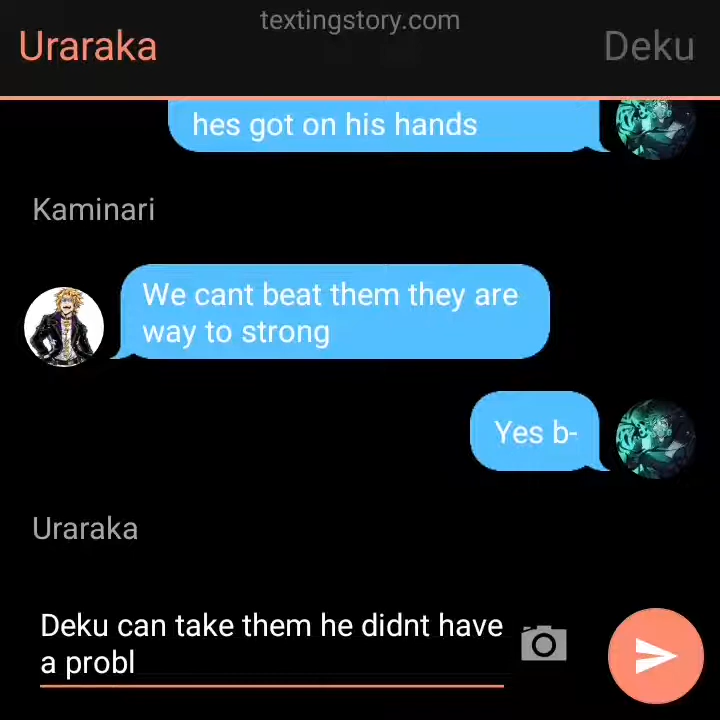 textingstory.com
Uraraka
Deku
hes got on his hands
Kaminari
We cant beat them they are
way to strong
Yes b-
Uraraka
Deku can take them he didnt have
a probl